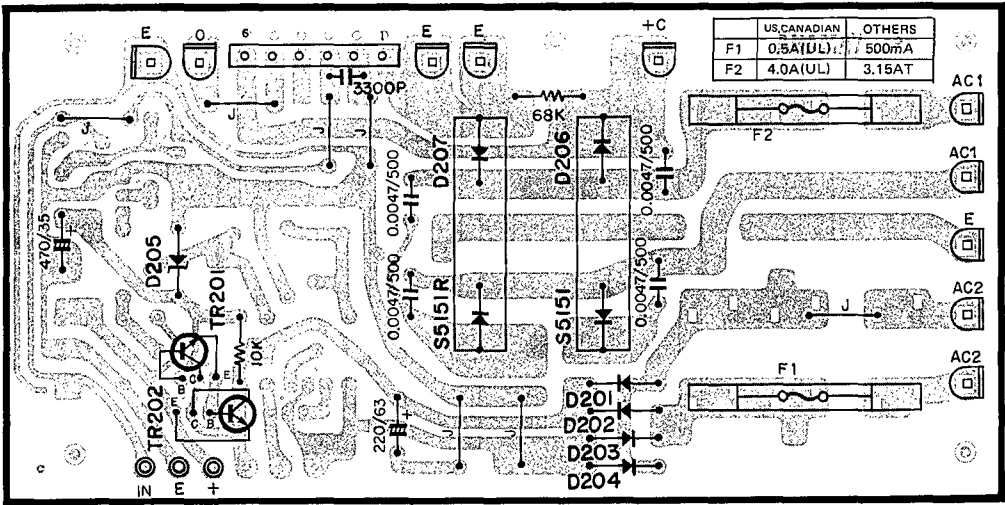 E O 6 C C C C D E E +C
US,CANADIAN OTHERS
F1 0.5A(UL) 500mA
F2 4.0A(UL) 3.15AT
AC1
3300P
68K
F2
J J J J
D207 D206
0.0047/500
0.0047/500
AC1
470/35
D205
E
TR201
0.0047/500
0.0047/500
S5151R S5151
AC2
J
10K
B C E
F1
AC2
D201
E C B
TR202
220/63
J J
D202
D203
D204
C
IN E +